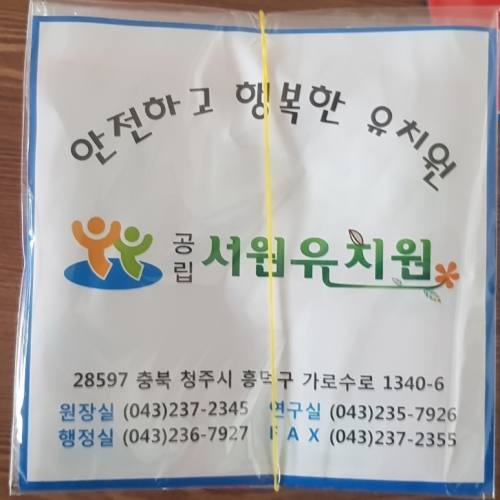 안전하고 행복한 유치원
공립 서원유치원
28597 충북 청주시 흥덕구 가로수로 1340-6
원장실 (043)237-2345 연구실 (043)235-7926
행정실 (043)236-7927 FAX (043)237-2355